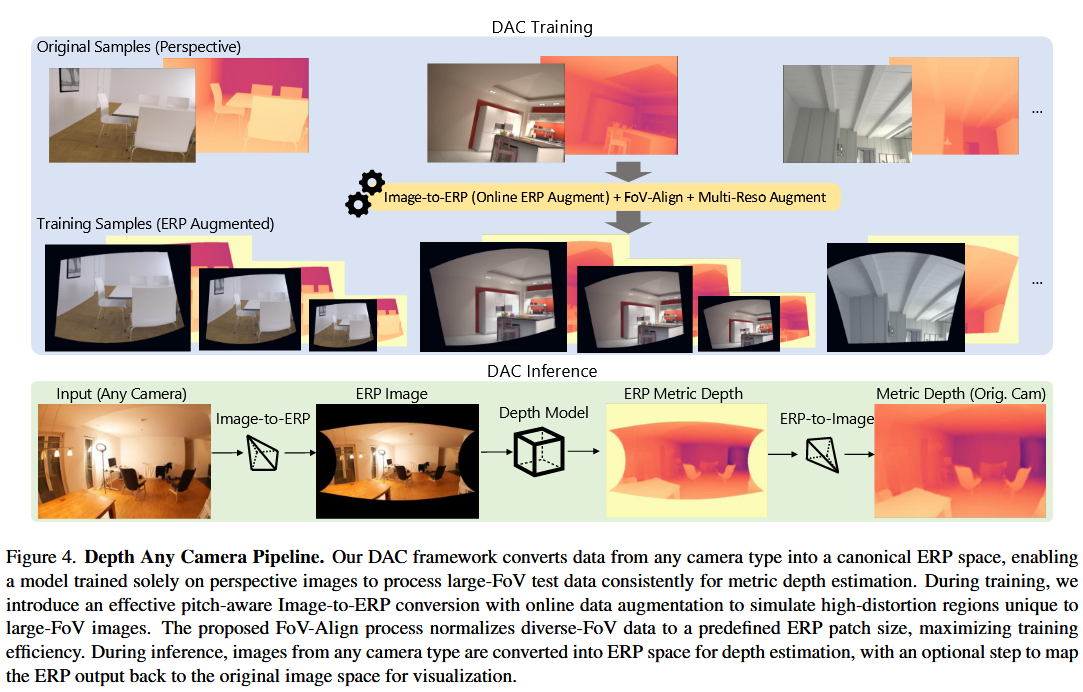 DAC Training
Original Samples (Perspective)
...
Image-to-ERP (Online ERP Augment) + FoV-Align + Multi-Reso Augment
Training Samples (ERP Augmented)
...
DAC Inference
Input (Any Camera)
Image-to-ERP
ERP Image
Depth Model
ERP Metric Depth
ERP-to-Image
Metric Depth (Orig. Cam)
Figure 4. Depth Any Camera Pipeline. Our DAC framework converts data from any camera type into a canonical ERP space, enabling
a model trained solely on perspective images to process large-FoV test data consistently for metric depth estimation. During training, we
introduce an effective pitch-aware Image-to-ERP conversion with online data augmentation to simulate high-distortion regions unique to
large-FoV images. The proposed FoV-Align process normalizes diverse-FoV data to a predefined ERP patch size, maximizing training
efficiency. During inference, images from any camera type are converted into ERP space for depth estimation, with an optional step to map
the ERP output back to the original image space for visualization.